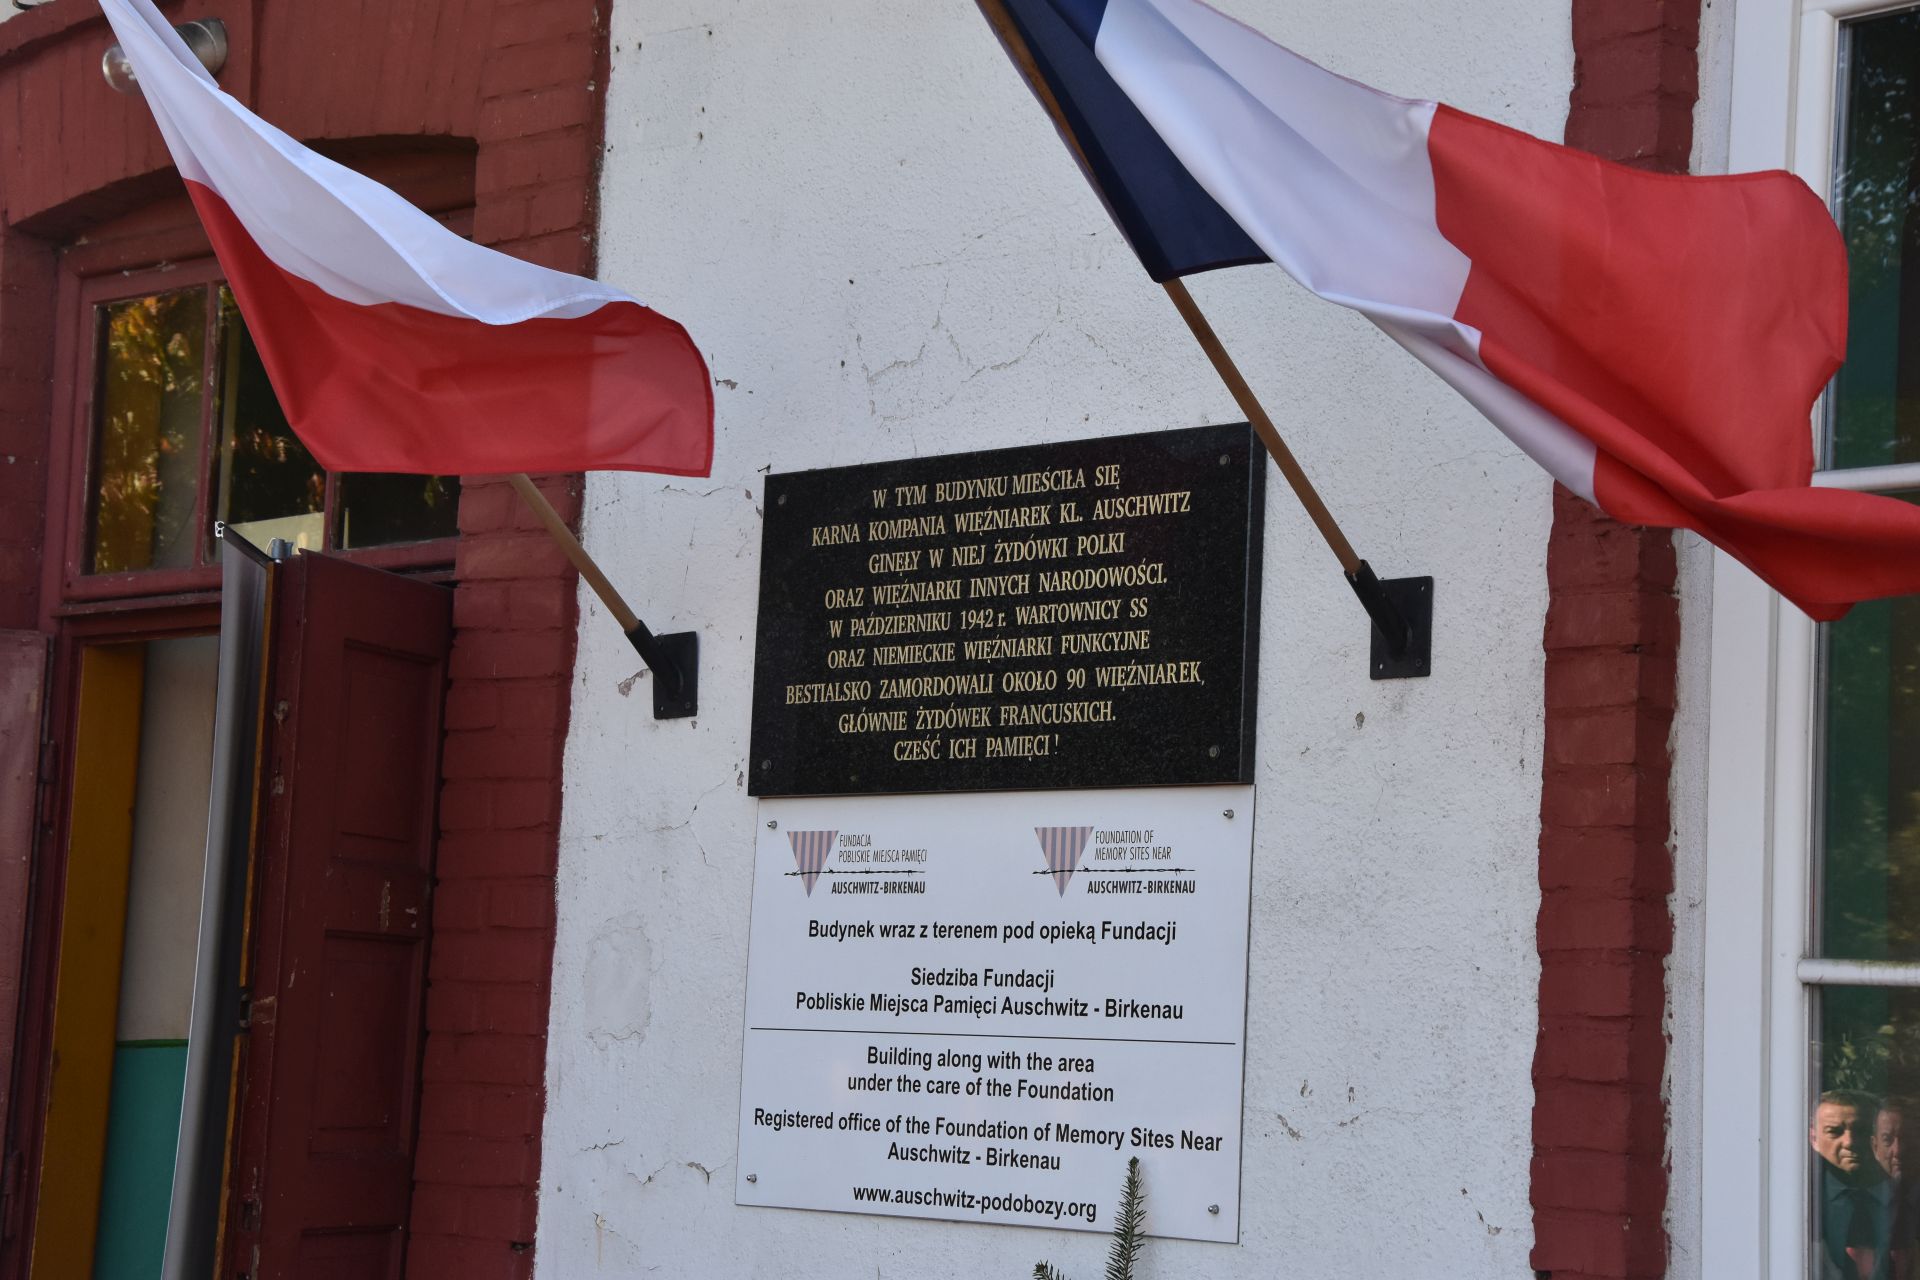 W TYM BUDYNKU MIEŚCIŁA SIĘ
KARNA KOMPANIA WIĘŹNIAREK KL. AUSCHWITZ
GINĘŁY W NIEJ ŻYDÓWKI POLKI
ORAZ WIĘŹNIARKI INNYCH NARODOWOŚCI.
W PAŹDZIERNIKU 1942 r. WARTOWNICY SS
ORAZ NIEMIECKIE WIĘŹNIARKI FUNKCYJNE
BESTIALSKO ZAMORDOWALI OKOŁO 90 WIĘŹNIAREK,
GŁÓWNIE ŻYDÓWEK FRANCUSKICH.
CZEŚĆ ICH PAMIĘCI !
FUNDACJA
POBLISKIE MIEJSCA PAMIĘCI
AUSCHWITZ-BIRKENAU
FOUNDATION OF
MEMORY SITES NEAR
AUSCHWITZ-BIRKENAU
Budynek wraz z terenem pod opieką Fundacji
Siedziba Fundacji
Pobliskie Miejsca Pamięci Auschwitz - Birkenau
Building along with the area
under the care of the Foundation
Registered office of the Foundation of Memory Sites Near
Auschwitz - Birkenau
www.auschwitz-podobozy.org